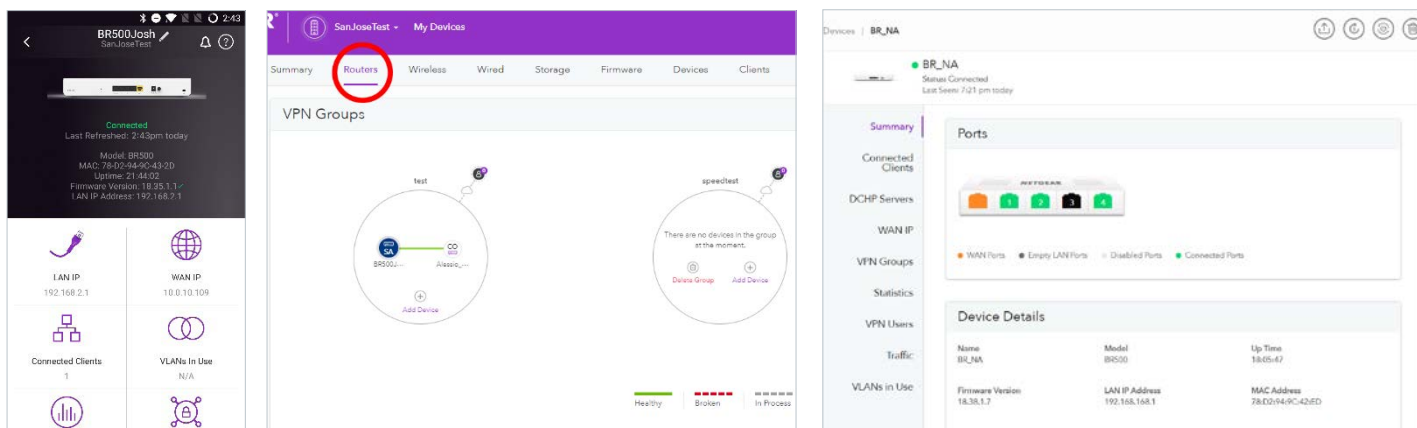 2:43
BR500Josh
SanJoseTest
Connected
Last Refreshed: 2:43pm today
Model: BR500
MAC: 78-D2-94-9C-43-2D
Uptime: 21:44:02
Firmware Version: 18.35.1.1✓
LAN IP Address: 192.168.2.1
LAN IP
192.168.2.1
WAN IP
10.0.10.109
Connected Clients
1
VLANs In Use
N/A
R®
SanJoseTest
My Devices
Summary Routers Wireless Wired Storage Firmware Devices Clients
VPN Groups
test
SA
BR500J...
CO
Alessio_...
Add Device
speedtest
There are no devices in the group
at the moment.
Delete Group
Add Device
Healthy
Broken
In Process
Devices | BR_NA
BR_NA
Status: Connected
Last Seen: 7:21 pm today
Summary
Connected
Clients
DCHP Servers
WAN IP
VPN Groups
Statistics
VPN Users
Traffic
VLANs in Use
Ports
NETGEAR
1 2 3 4
WAN Ports Empty LAN Ports Disabled Ports Connected Ports
Device Details
Name
BR_NA
Model
BR500
Up Time
18:05:47
Firmware Version
18.38.1.7
LAN IP Address
192.168.168.1
MAC Address
78:D2:94:9C:42:ED